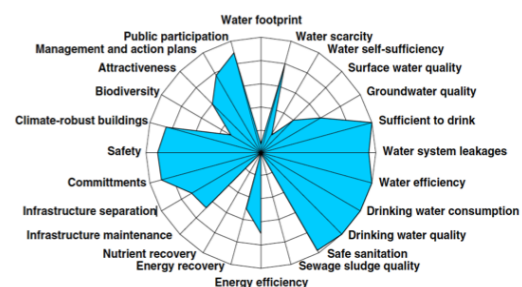 Water footprint
Public participation
Water scarcity
Management and action plans
Water self-sufficiency
Attractiveness
Surface water quality
Biodiversity
Groundwater quality
Climate-robust buildings
Sufficient to drink
Safety
Water system leakages
Committments
Water efficiency
Infrastructure separation
Drinking water consumption
Infrastructure maintenance
Drinking water quality
Nutrient recovery
Safe sanitation
Energy recovery
Sewage sludge quality
Energy efficiency